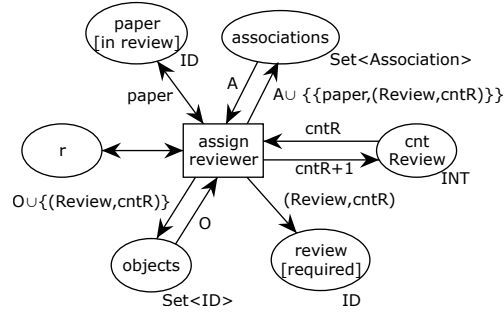 paper
[in review]
ID
associations
Set<Association>
paper
A
A∪ {{paper,(Review,cntR)}}
r
assign
reviewer
cntR
cntR+1
cnt
Review
INT
O∪{(Review,cntR)}
O
(Review,cntR)
objects
Set<ID>
review
[required]
ID